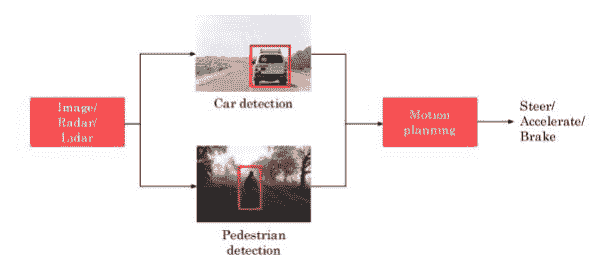 Image/
Radar/
Lidar
Car detection
Pedestrian
detection
Motion
planning
Steer/
Accelerate/
Brake